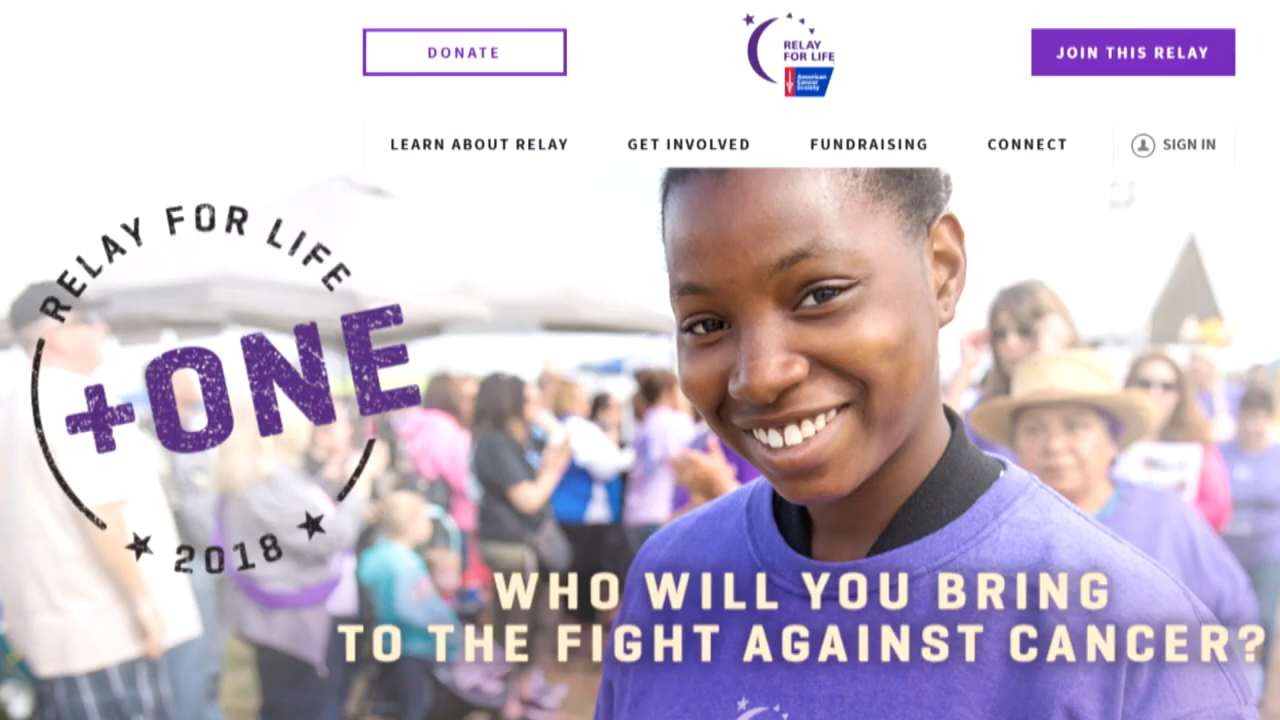 DONATE
RELAY
FOR LIFE
American
Cancer
Society
JOIN THIS RELAY
LEARN ABOUT RELAY
GET INVOLVED
FUNDRAISING
CONNECT
SIGN IN
RELAY FOR LIFE
+ONE
2018
WHO WILL YOU BRING
TO THE FIGHT AGAINST CANCER?